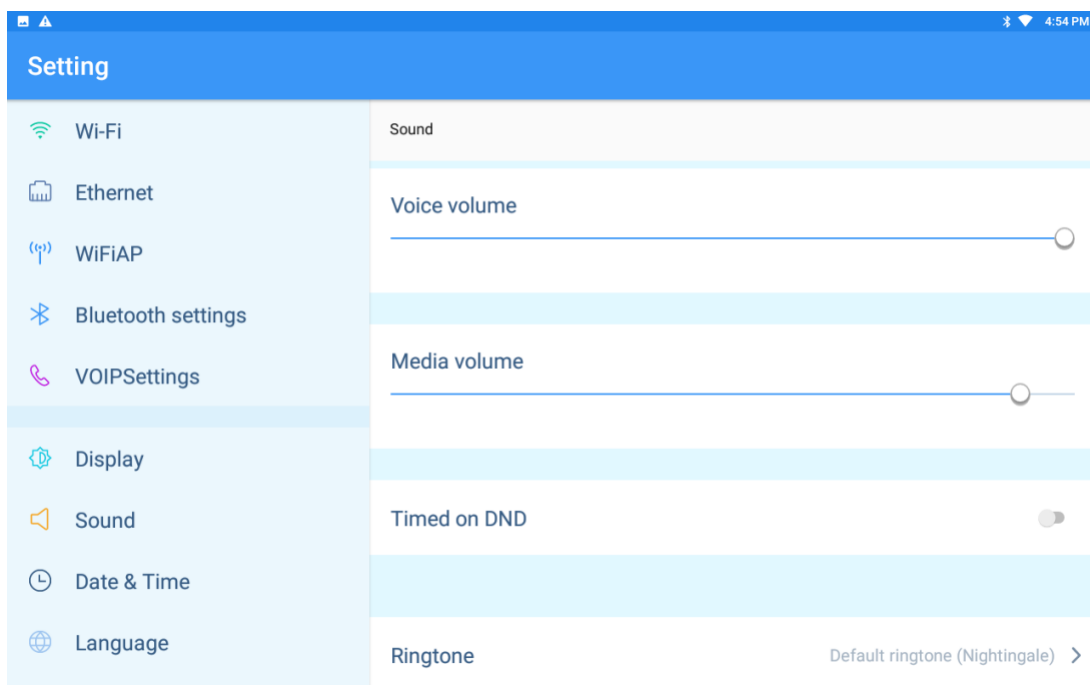 4:54 PM
Setting
Wi-Fi
Ethernet
WiFiAP
Bluetooth settings
VOIPSettings
Display
Sound
Date & Time
Language
Sound
Voice volume
Media volume
Timed on DND
Ringtone Default ringtone (Nightingale)